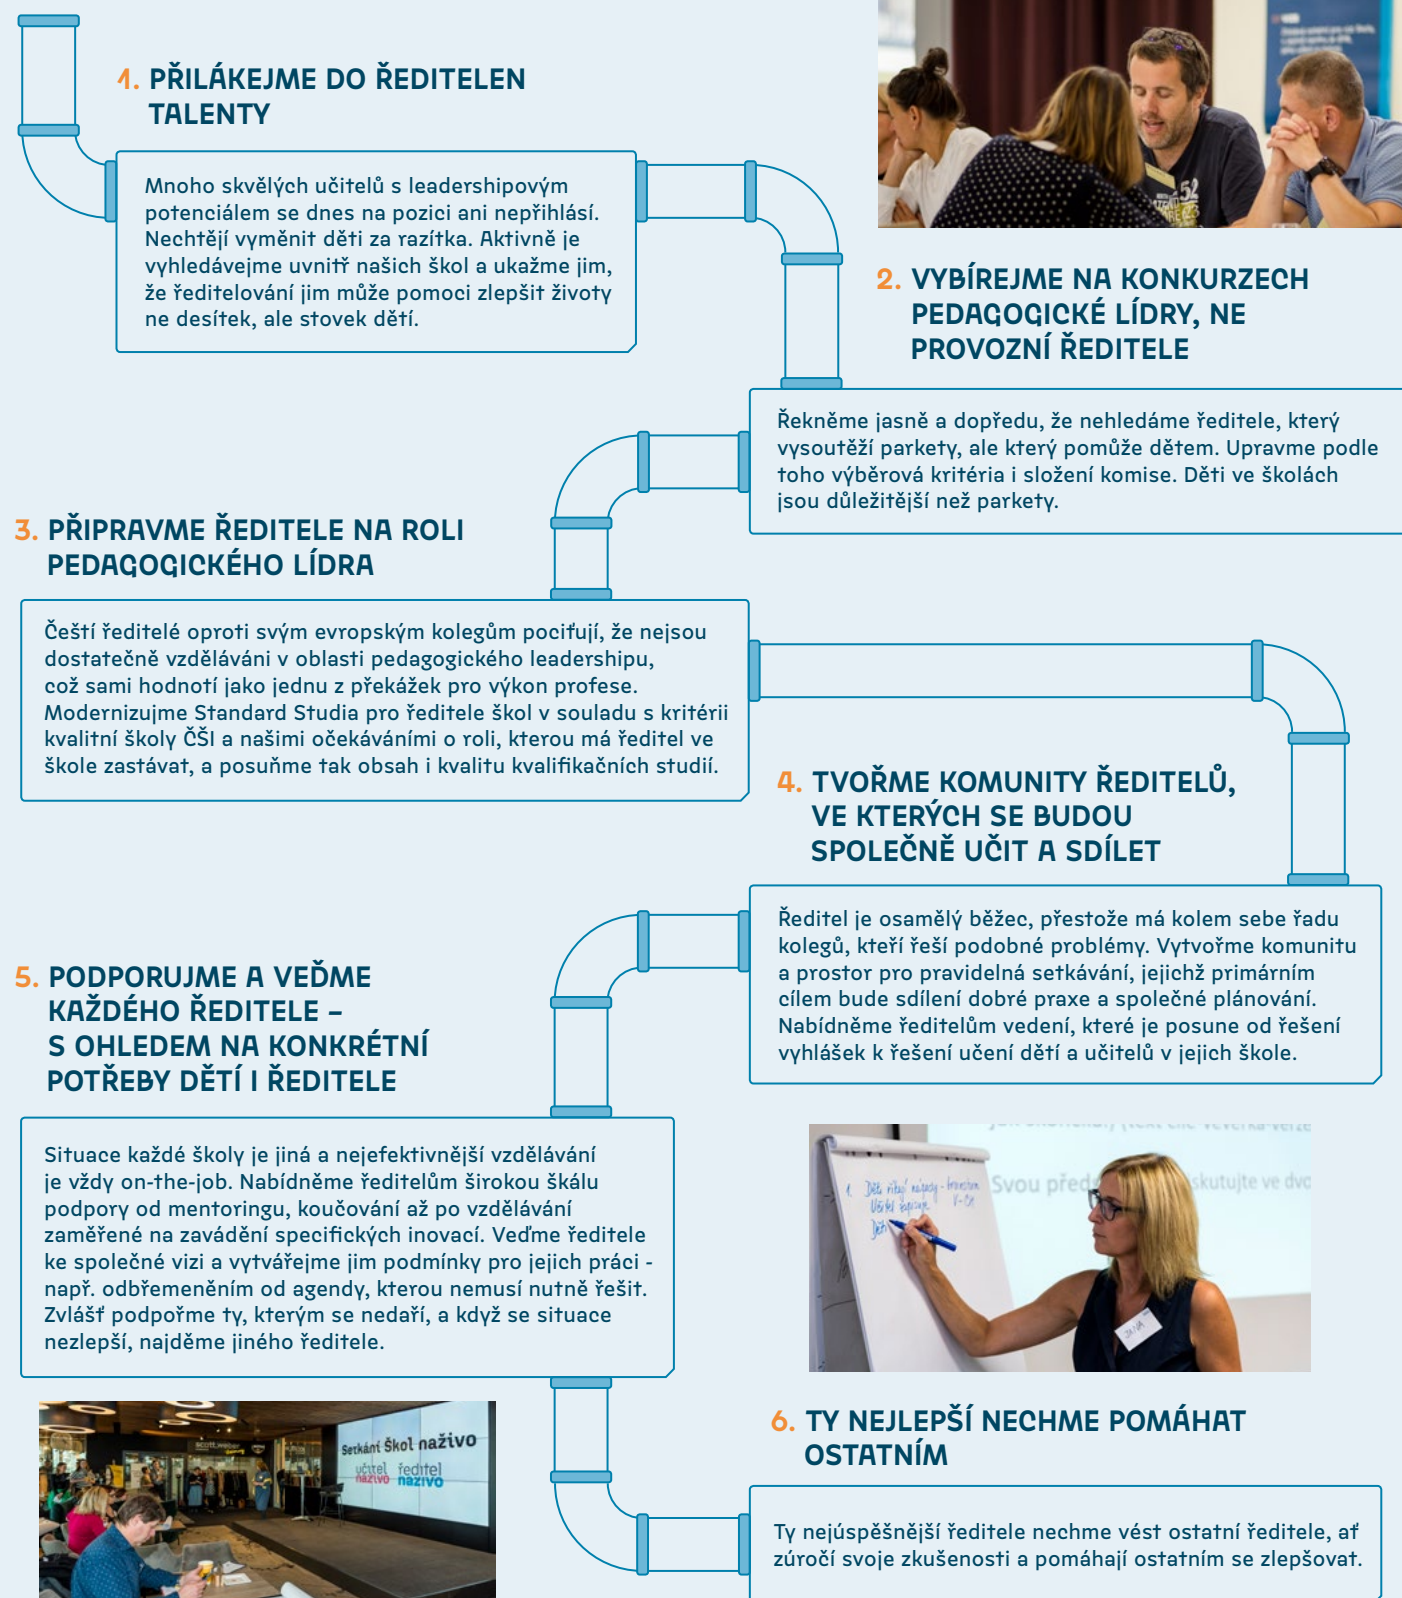 1. PŘILÁKEJME DO ŘEDITELEN
TALENTY
Mnoho skvělých učitelů s leadershipovým
potenciálem se dnes na pozici ani nepřihlásí.
Nechtějí vyměnit děti za razítka. Aktivně je
vyhledávejme uvnitř našich škol a ukažme jim,
že ředitelování jim může pomoci zlepšit životy
ne desítek, ale stovek dětí.
52
2. VYBÍREJME NA KONKURZECH
PEDAGOGICKÉ LÍDRY, NE
PROVOZNÍ ŘEDITELE
Řekněme jasně a dopředu, že nehledáme ředitele, který
vysoutěží parkety, ale který pomůže dětem. Upravme podle
toho výběrová kritéria i složení komise. Děti ve školách
jsou důležitější než parkety.
3. PŘIPRAVME ŘEDITELE NA ROLI
PEDAGOGICKÉHO LÍDRA
Čeští ředitelé oproti svým evropským kolegům pociťují, že nejsou
dostatečně vzděláváni v oblasti pedagogického leadershipu,
což sami hodnotí jako jednu z překážek pro výkon profese.
Modernizujme Standard Studia pro ředitele škol v souladu s kritérii
kvalitní školy ČŠI a našimi očekáváními o roli, kterou má ředitel ve
škole zastávat, a posuňme tak obsah i kvalitu kvalifikačních studií.
4. TVOŘME KOMUNITY ŘEDITELŮ,
VE KTERÝCH SE BUDOU
SPOLEČNĚ UČIT A SDÍLET
Ředitel je osamělý běžec, přestože má kolem sebe řadu
kolegů, kteří řeší podobné problémy. Vytvořme komunitu
a prostor pro pravidelná setkávání, jejichž primárním
cílem bude sdílení dobré praxe a společné plánování.
Nabídněme ředitelům vedení, které je posune od řešení
vyhlášek k řešení učení dětí a učitelů v jejich škole.
5. PODPORUJME A VEĎME
KAŽDÉHO ŘEDITELE –
S OHLEDEM NA KONKRÉTNÍ
POTŘEBY DĚTÍ I ŘEDITELE
Situace každé školy je jiná a nejefektivnější vzdělávání
je vždy on-the-job. Nabídněme ředitelům širokou škálu
podpory od mentoringu, koučování až po vzdělávání
zaměřené na zavádění specifických inovací. Veďme ředitele
ke společné vizi a vytvářejme jim podmínky pro jejich práci -
např. odbřemeněním od agendy, kterou nemusí nutně řešit.
Zvlášť podpořme ty, kterým se nedaří, a když se situace
nezlepší, najděme jiného ředitele.
Svou skutujte ve
1. Děti
Děti
JANA
scott.weber
Setkání Škol naživo
učitel ředitel
naživo naživo
6. TY NEJLEPŠÍ NECHME POMÁHAT
OSTATNÍM
Ty nejúspěšnější ředitele nechme vést ostatní ředitele, ať
zúročí svoje zkušenosti a pomáhají ostatním se zlepšovat.